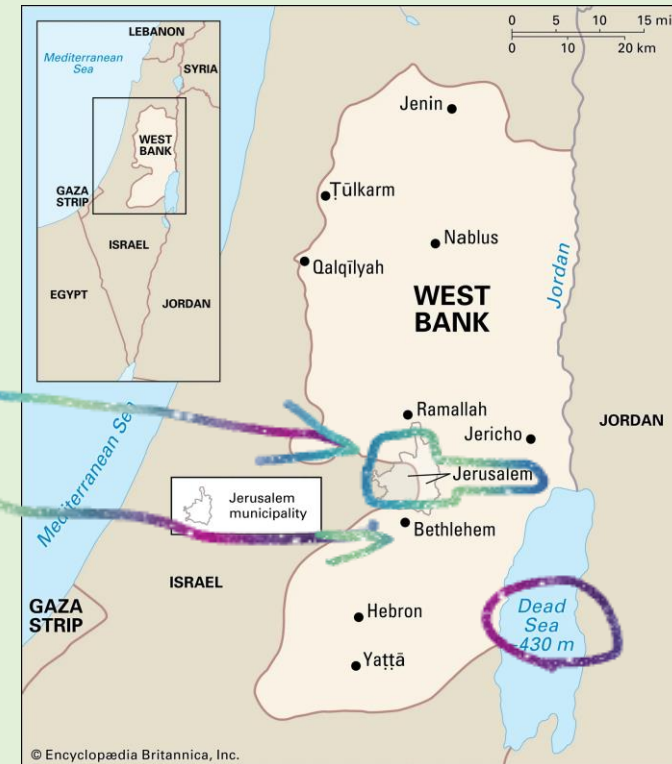 LEBANON
Mediterranean
Sea
SYRIA
WEST
BANK
GAZA
STRIP
ISRAEL
EGYPT
JORDAN
0 5 10 15 mi
0 10 20 km
Jenin
Ṭūlkarm
Nablus
Qalqīlyah
WEST
BANK
Jordan
Ramallah
Jericho
JORDAN
Mediterranean Sea
Jerusalem
Jerusalem
municipality
Bethlehem
ISRAEL
GAZA
STRIP
Hebron
Dead
Sea
-430 m
Yaṭṭā
© Encyclopædia Britannica, Inc.